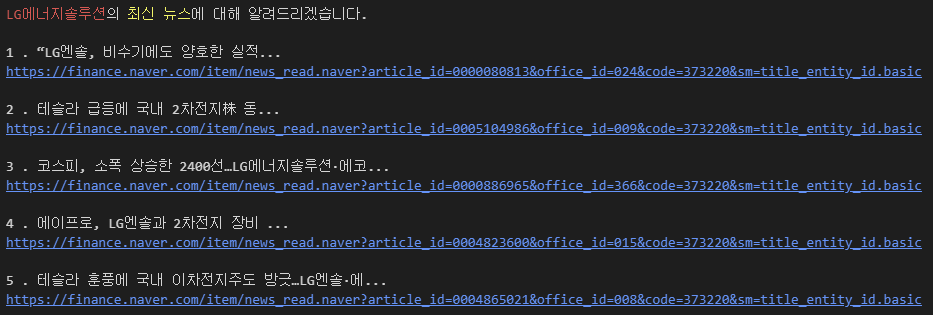 LG에너지솔루션의 최신 뉴스에 대해 알려드리겠습니다.
1 . “LG엔솔, 비수기에도 양호한 실적...
https://finance.naver.com/item/news_read.naver?article_id=0000080813&office_id=024&code=373220&sm=title_entity_id.basic
2 . 테슬라 급등에 국내 2차전지株 동...
https://finance.naver.com/item/news_read.naver?article_id=0005104986&office_id=009&code=373220&sm=title_entity_id.basic
3 . 코스피, 소폭 상승한 2400선…LG에너지솔루션·에코...
https://finance.naver.com/item/news_read.naver?article_id=0000886965&office_id=366&code=373220&sm=title_entity_id.basic
4 . 에이프로, LG엔솔과 2차전지 장비 ...
https://finance.naver.com/item/news_read.naver?article_id=0004823600&office_id=015&code=373220&sm=title_entity_id.basic
5 . 테슬라 훈풍에 국내 이차전지주도 방긋…LG엔솔·에...
https://finance.naver.com/item/news_read.naver?article_id=0004865021&office_id=008&code=373220&sm=title_entity_id.basic